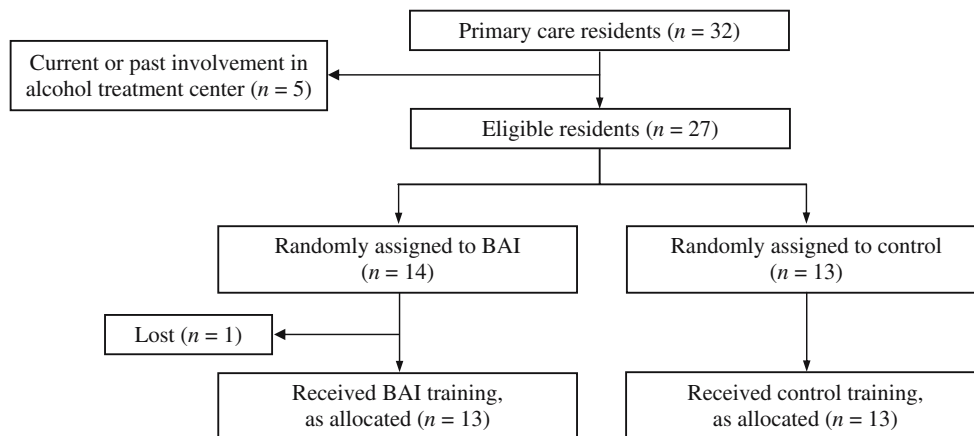 Primary care residents (n = 32)
Current or past involvement in
alcohol treatment center (n = 5)
Eligible residents (n = 27)
Randomly assigned to BAI
(n = 14)
Randomly assigned to control
(n = 13)
Lost (n = 1)
Received BAI training,
as allocated (n = 13)
Received control training,
as allocated (n = 13)